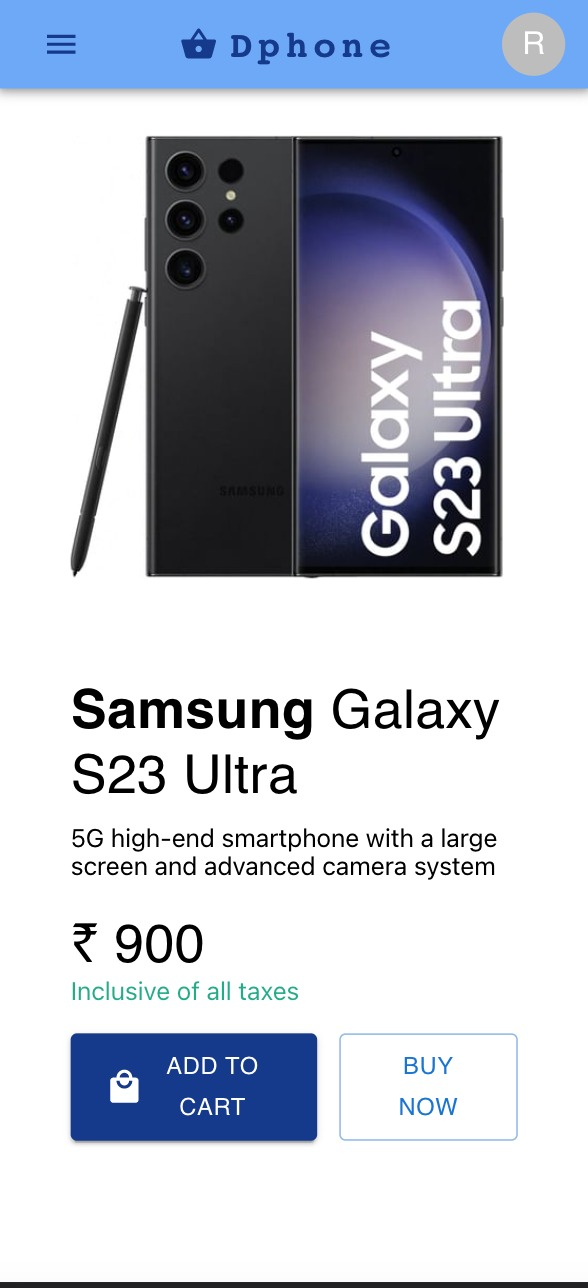 Dphone
R
SAMSUNG
Galaxy
S23 Ultra
Samsung Galaxy
S23 Ultra
5G high-end smartphone with a large
screen and advanced camera system
₹ 900
Inclusive of all taxes
ADD TO
CART
BUY
NOW